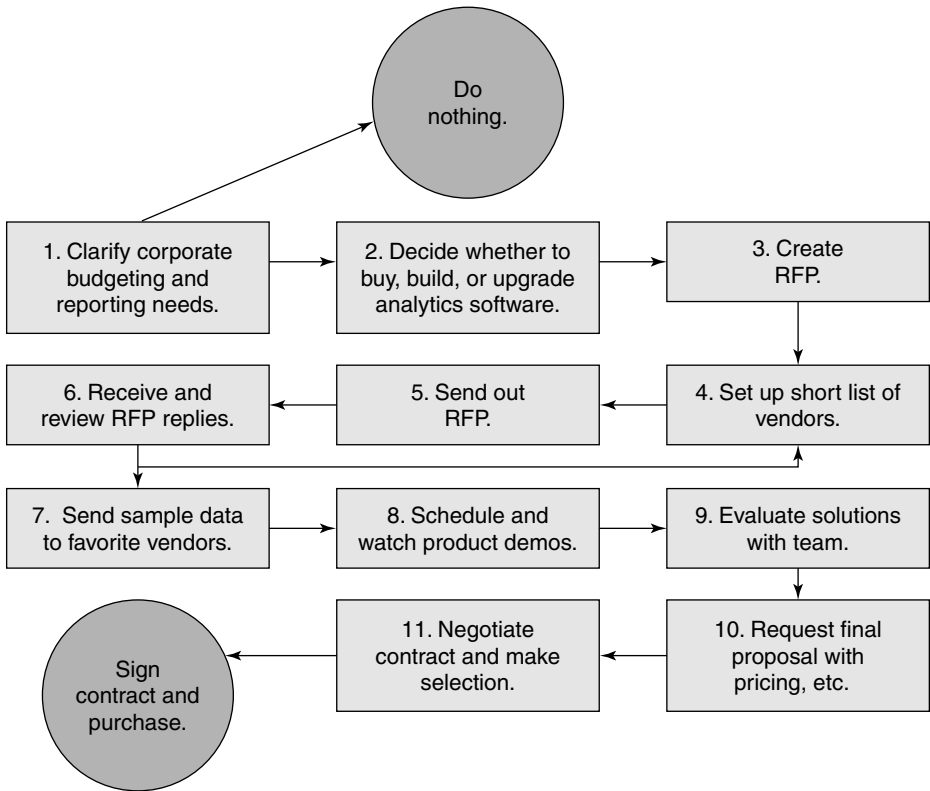 Do
nothing.
1. Clarify corporate
budgeting and
reporting needs.
2. Decide whether to
buy, build, or upgrade
analytics software.
3. Create
RFP.
6. Receive and
review RFP replies.
5. Send out
RFP.
4. Set up short list of
vendors.
7. Send sample data
to favorite vendors.
8. Schedule and
watch product demos.
9. Evaluate solutions
with team.
Sign
contract and
purchase.
11. Negotiate
contract and make
selection.
10. Request final
proposal with
pricing, etc.